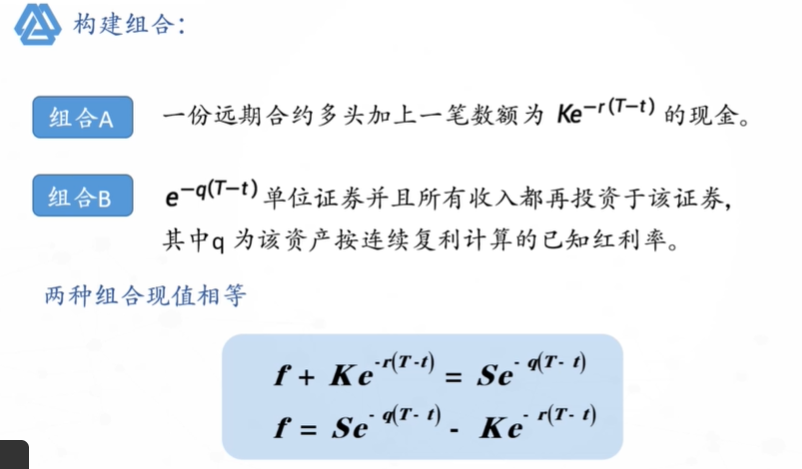 构建组合：
组合A
一份远期合约多头加上一笔数额为 Ke^{-r(T-t)} 的现金。
组合B
e^{-q(T-t)}单位证券并且所有收入都再投资于该证券，
其中q 为该资产按连续复利计算的已知红利率。
两种组合现值相等
f + Ke^{-r(T-t)} = Se^{-q(T-t)}
f = Se^{-q(T-t)} - Ke^{-r(T-t)}